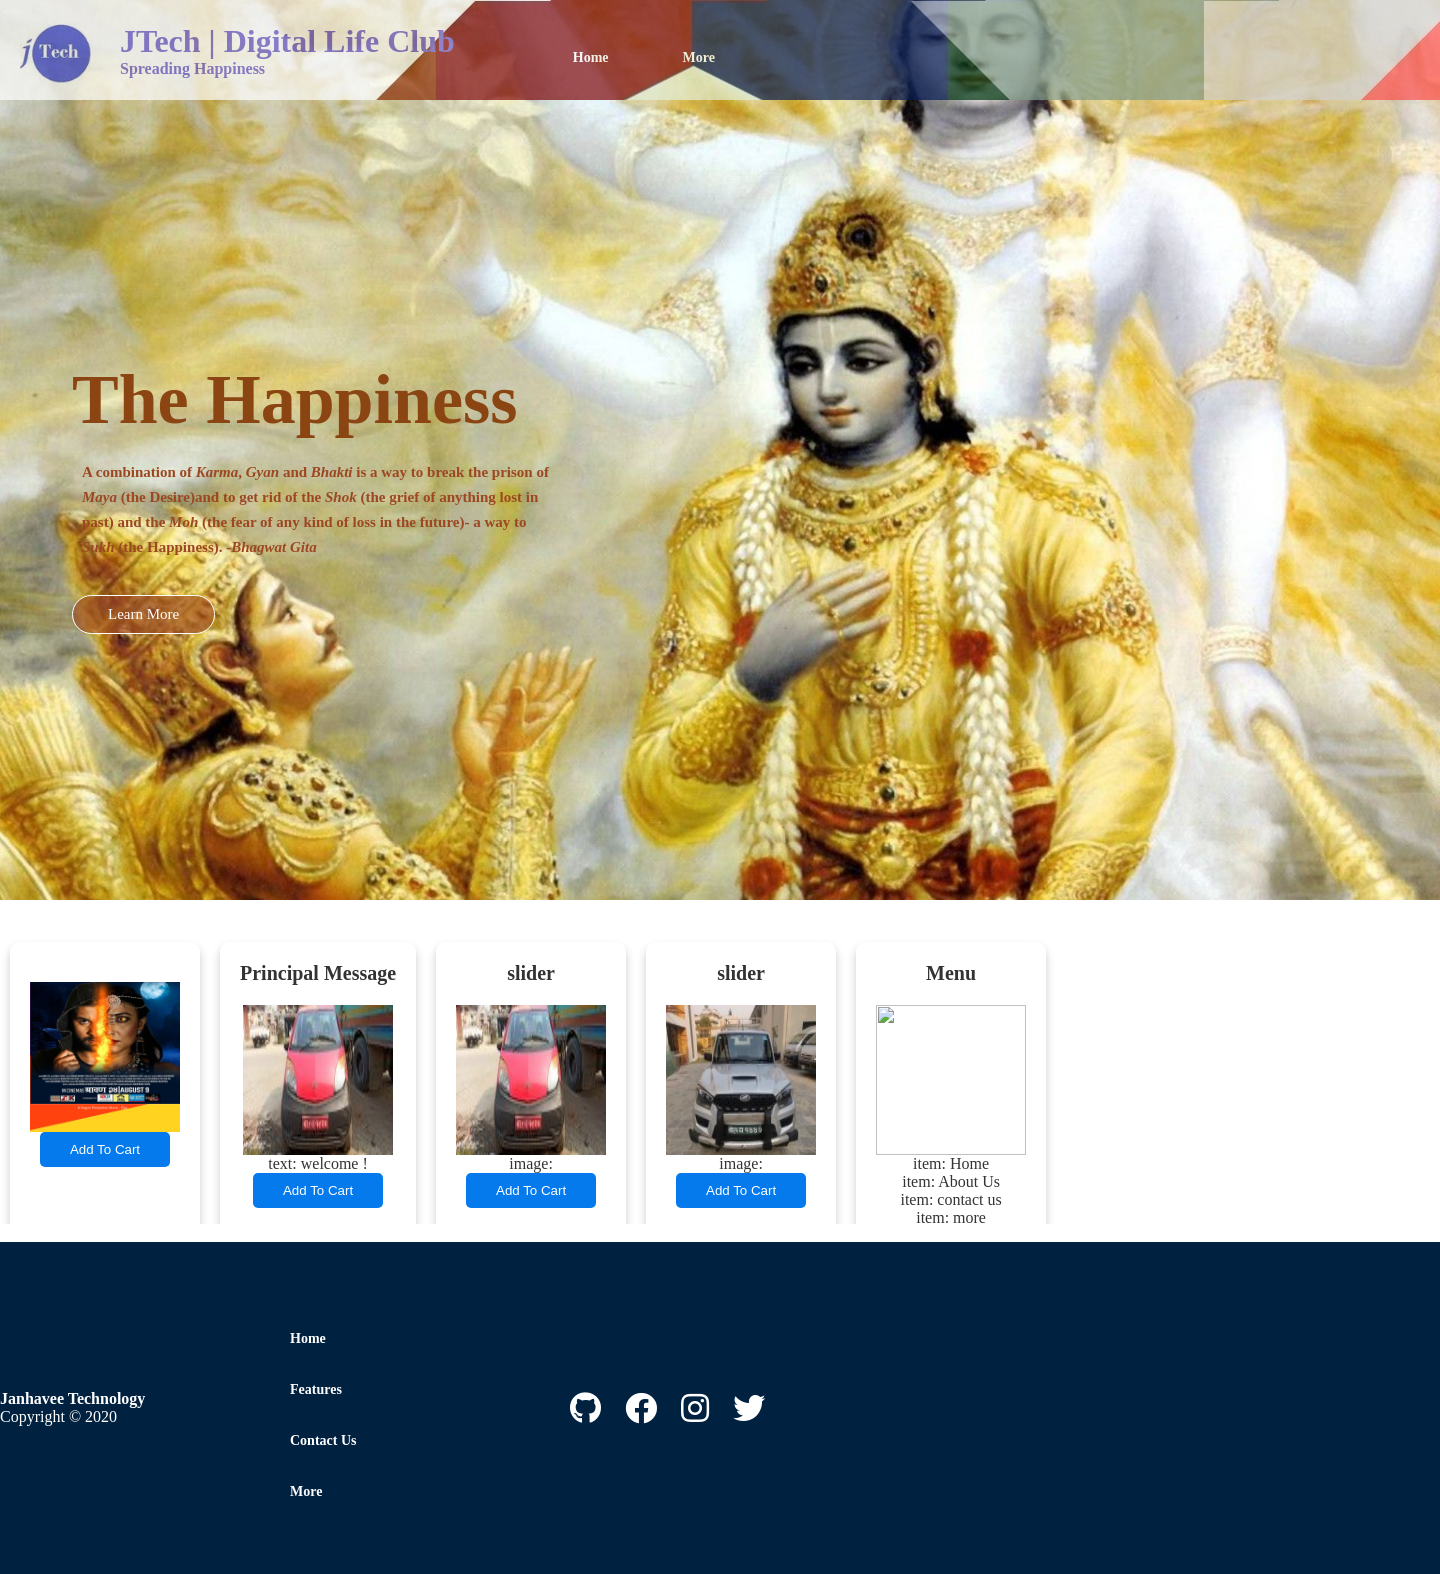 j Tech
JTech | Digital Life Club
Spreading Happiness
Home
More
The Happiness
A combination of Karma, Gyan and Bhakti is a way to break the prison of
Maya (the Desire)and to get rid of the Shok (the grief of anything lost in
past) and the Moh (the fear of any kind of loss in the future)- a way to
Sukh (the Happiness). -Bhagwat Gita
Learn More
श्रावण २४ | AUGUST 9
Add To Cart
Principal Message
text: welcome !
Add To Cart
slider
image:
Add To Cart
slider
image:
Add To Cart
Menu
item: Home
item: About Us
item: contact us
item: more
Janhavee Technology
Copyright © 2020
Home
Features
Contact Us
More